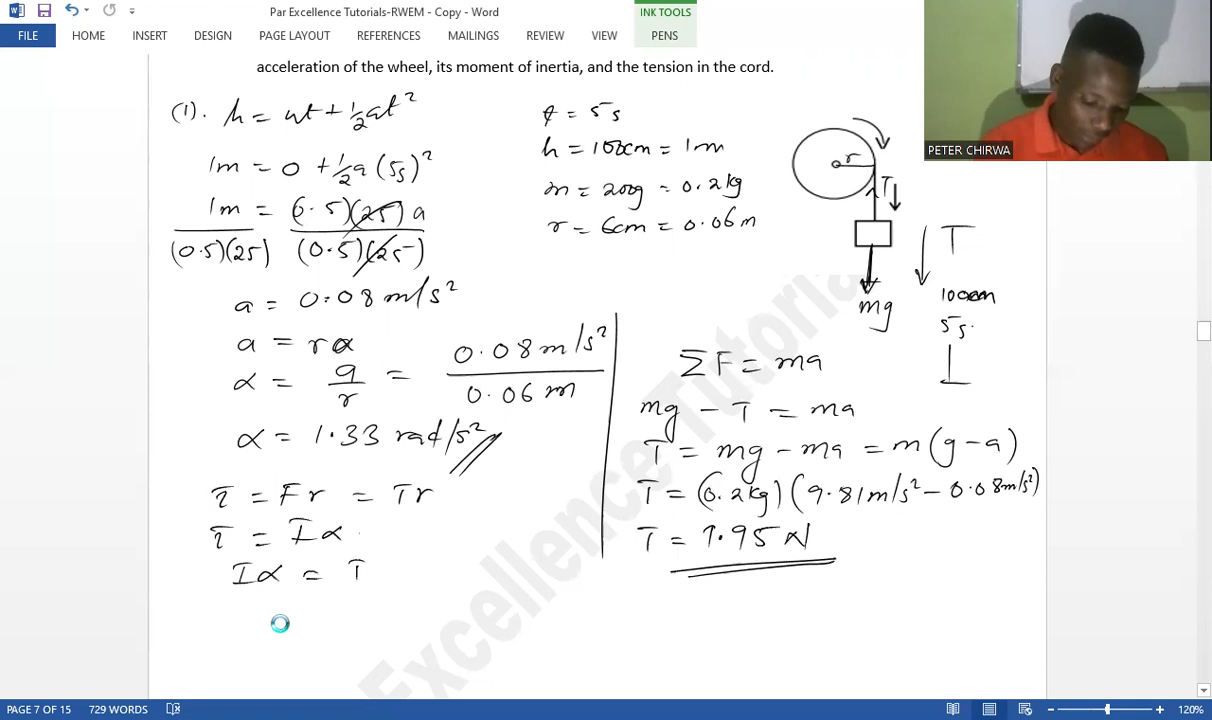 Par Excellence Tutorials-RWEM - Copy - Word
INK TOOLS
FILE HOME INSERT DESIGN PAGE LAYOUT REFERENCES MAILINGS REVIEW VIEW PENS
acceleration of the wheel, its moment of inertia, and the tension in the cord.
(1). h = ut + 1/2 at²
1m = 0 + 1/2 a (5s)²
1m = (0.5)(25) a
(0.5)(25) (0.5)(25)
a = 0.08 m/s²
a = rα
α = a/r = 0.08 m/s² / 0.06 m
α = 1.33 rad/s²
τ = Fr = Tr
τ = Iα
Iα = T
t = 5s
h = 100cm = 1m
m = 200g = 0.2kg
r = 6cm = 0.06m
r
T
mg
T
100cm
5s
ΣF = ma
mg - T = ma
T = mg - ma = m(g-a)
T = (0.2kg)(9.81m/s² - 0.08m/s²)
T = 1.95 N
PETER CHIRWA
Excellence Tutoria
PAGE 7 OF 15 729 WORDS 120%